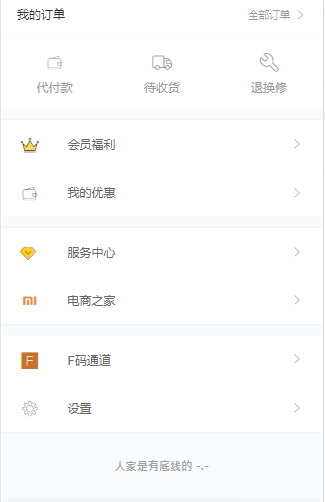 我的订单 全部订单
代付款 待收货 退换修
会员福利
我的优惠
服务中心
mi 电商之家
F F码通道
设置
人家是有底线的 -.-